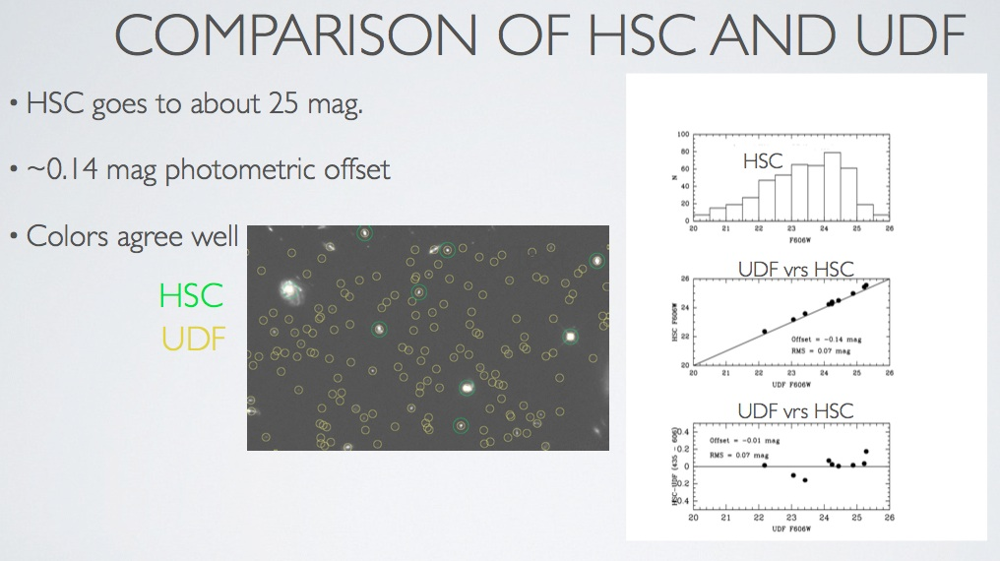 COMPARISON OF HSC AND UDF
• HSC goes to about 25 mag.
• ~0.14 mag photometric offset
• Colors agree well
HSC
UDF
100
80
60
40
20
0
N
HSC
20 21 22 23 24 25 26
F606W
UDF vrs HSC
26
24
22
20
HSC F606W
Offset = -0.14 mag
RMS = 0.07 mag
20 21 22 23 24 25 26
UDF F606W
UDF vrs HSC
0.4
0.2
0
0.2
0.4
HSC-UDF (435 - 606)
Offset = -0.01 mag
RMS = 0.07 mag
20 21 22 23 24 25 26
UDF F606W